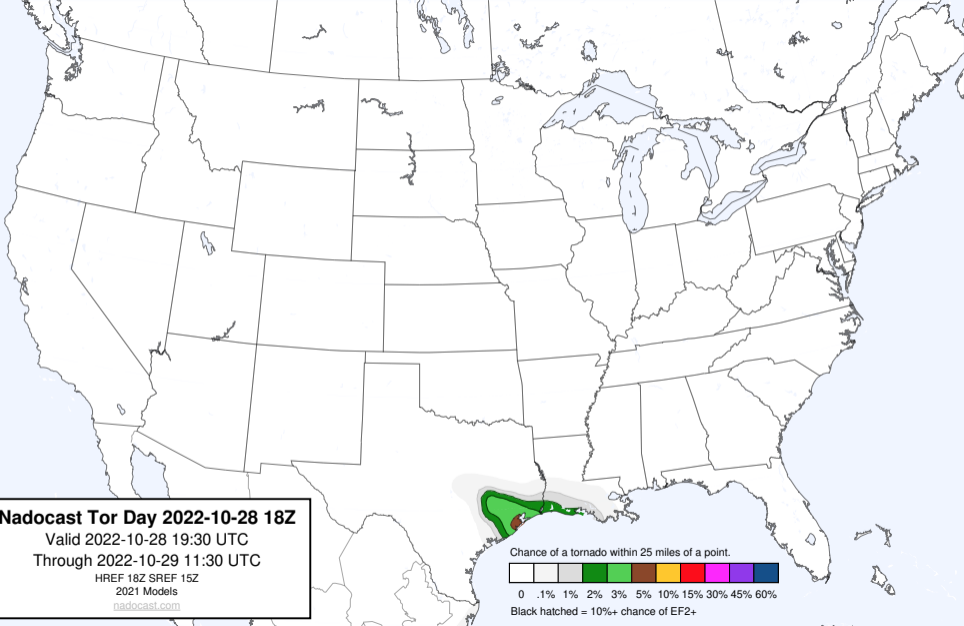 Nadocast Tor Day 2022-10-28 18Z
Valid 2022-10-28 19:30 UTC
Through 2022-10-29 11:30 UTC
HREF 18Z SREF 15Z
2021 Models
nadocast.com
Chance of a tornado within 25 miles of a point.
0 .1% 1% 2% 3% 5% 10% 15% 30% 45% 60%
Black hatched = 10%+ chance of EF2+